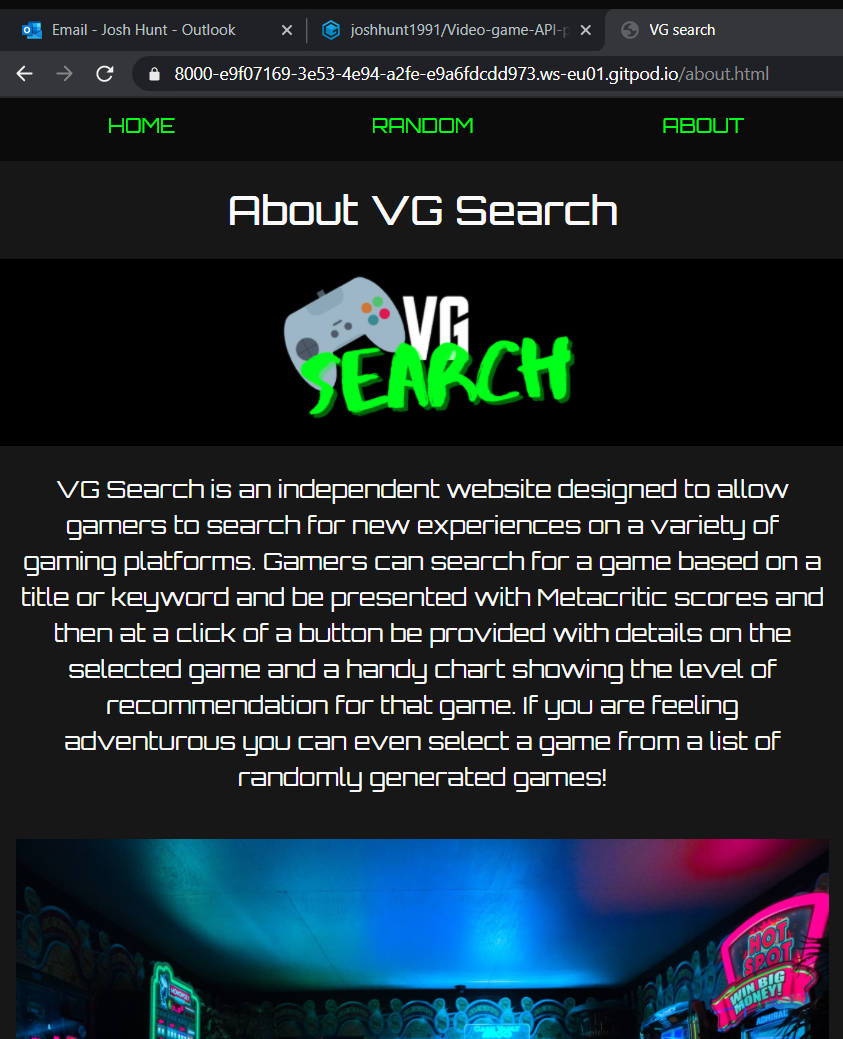 Email - Josh Hunt - Outlook
joshhunt1991/Video-game-API-p
VG search
8000-e9f07169-3e53-4e94-a2fe-e9a6fdcdd973.ws-eu01.gitpod.io/about.html
HOME
RANDOM
ABOUT
About VG Search
VG
SEARCH
VG Search is an independent website designed to allow
gamers to search for new experiences on a variety of
gaming platforms. Gamers can search for a game based on a
title or keyword and be presented with Metacritic scores and
then at a click of a button be provided with details on the
selected game and a handy chart showing the level of
recommendation for that game. If you are feeling
adventurous you can even select a game from a list of
randomly generated games!
HOT
SPOT
WIN BIG
MONEY!
ADMIRAL